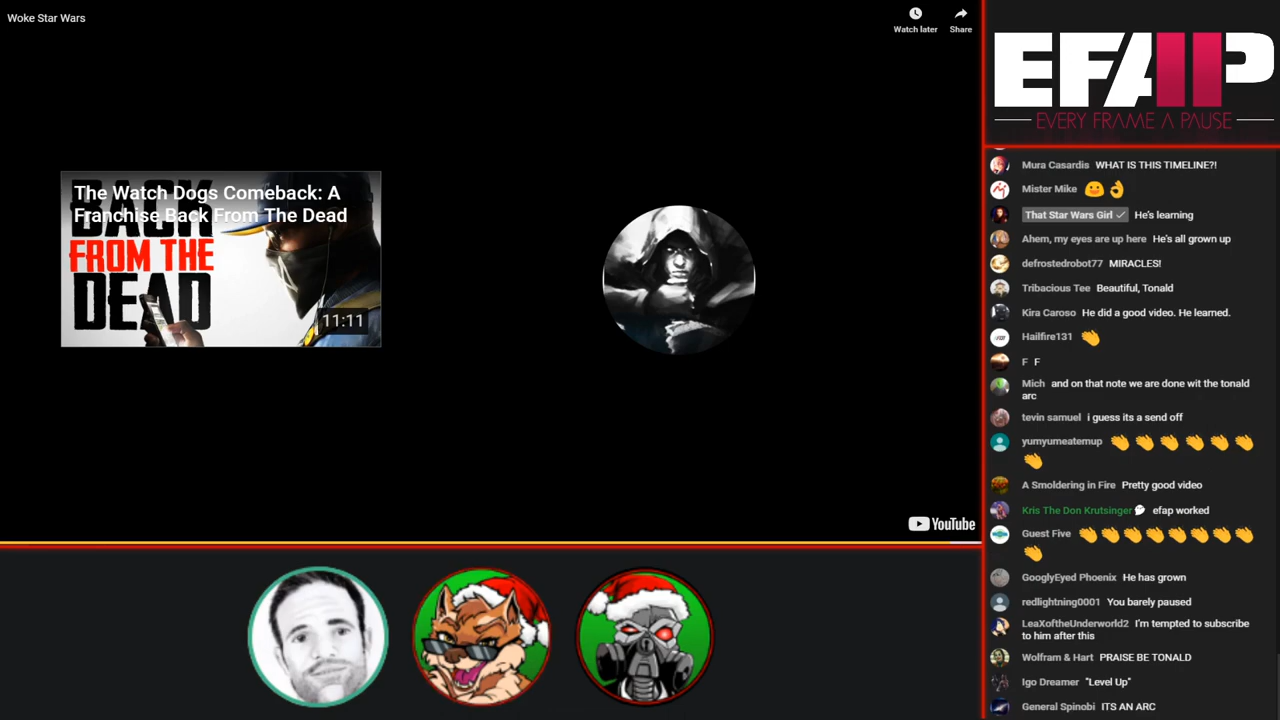 Woke Star Wars
Watch later
Share
The Watch Dogs Comeback: A
Franchise Back From The Dead
BACK
FROM THE
DEAD
11:11
YouTube
EFAP
EVERY FRAME A PAUSE
Mura Casardis WHAT IS THIS TIMELINE?!
Mister Mike
That Star Wars Girl He's learning
Ahem, my eyes are up here He's all grown up
defrostedrobot77 MIRACLES!
Tribacious Tee Beautiful, Tonald
Kira Caroso He did a good video. He learned.
Hailfire131
F F
Mich and on that note we are done wit the tonald
arc
tevin samuel i guess its a send off
yumyumeatemup
A Smoldering in Fire Pretty good video
Kris The Don Krutsinger efap worked
Guest Five
GooglyEyed Phoenix He has grown
redlightning0001 You barely paused
LeaXoftheUnderworld2 I'm tempted to subscribe
to him after this
Wolfram & Hart PRAISE BE TONALD
Igo Dreamer "Level Up"
General Spinobi ITS AN ARC